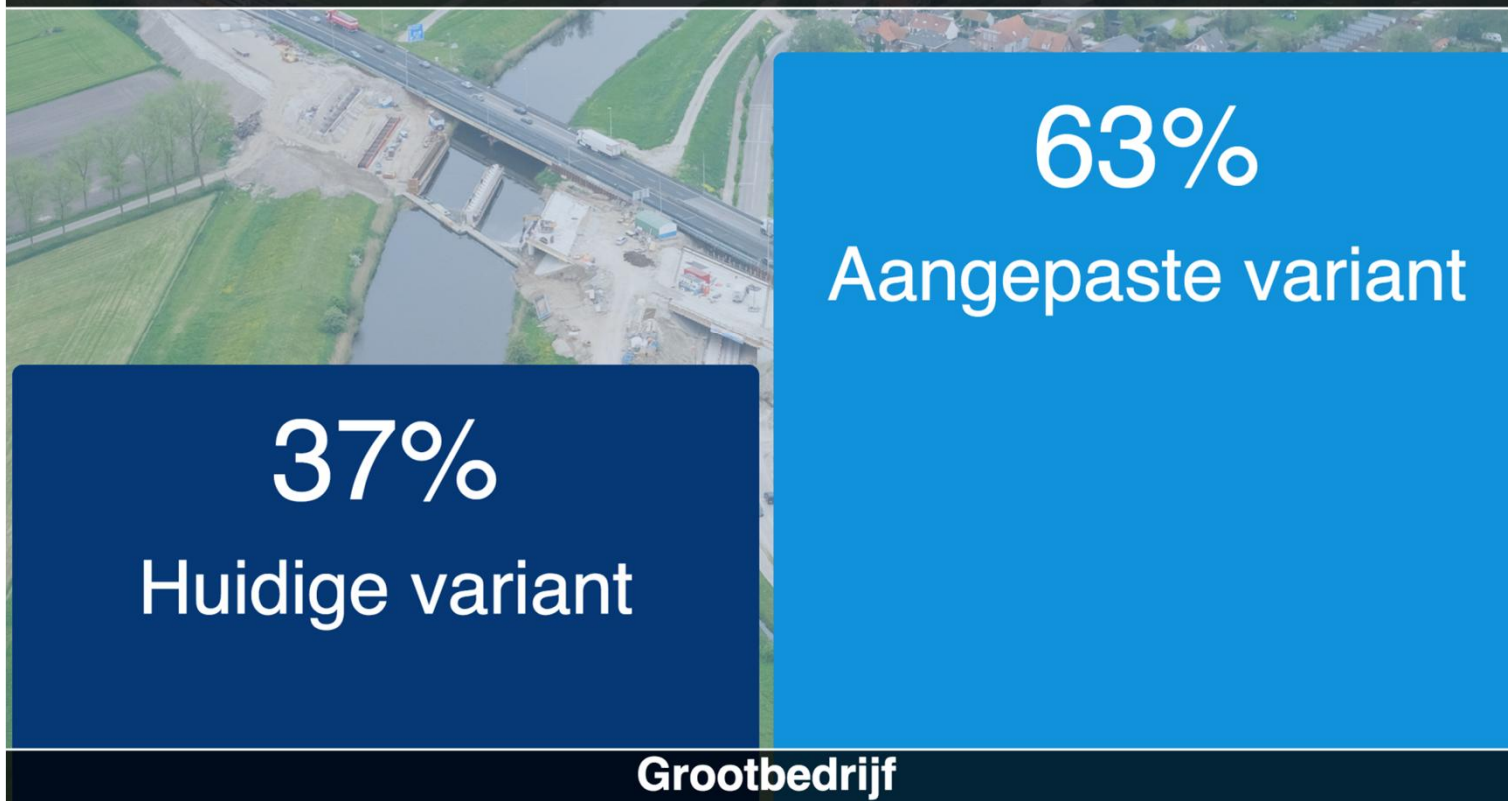 63%
Aangepaste variant
37%
Huidige variant
Grootbedrijf